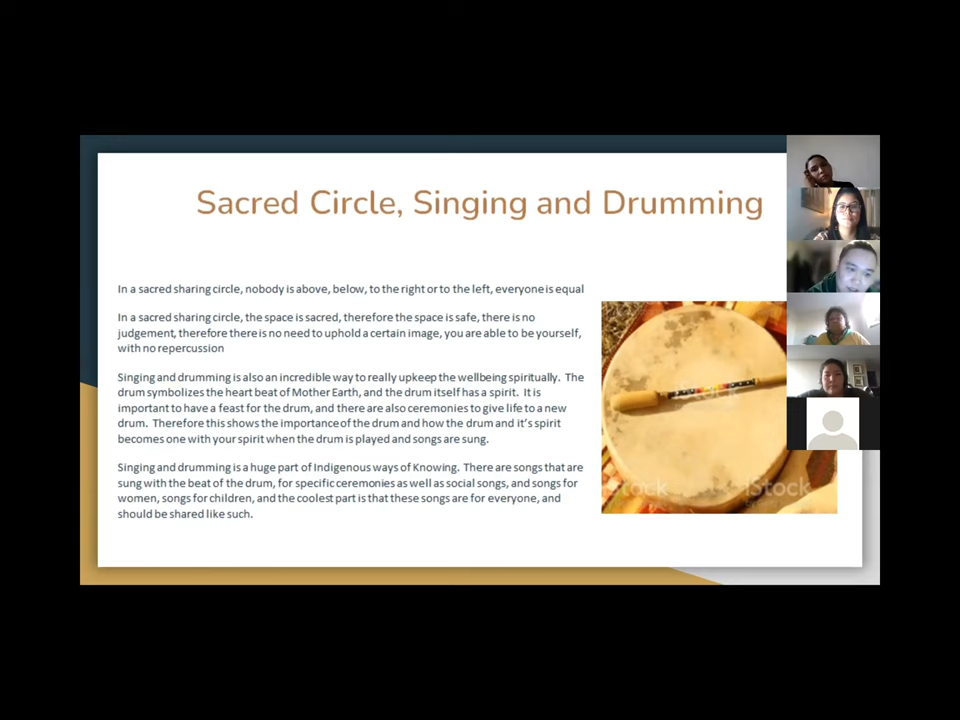 Sacred Circle, Singing and Drumming
In a sacred sharing circle, nobody is above, below, to the right or to the left, everyone is equal
In a sacred sharing circle, the space is sacred, therefore the space is safe, there is no
judgement, therefore there is no need to uphold a certain image, you are able to be yourself,
with no repercussion
Singing and drumming is also an incredible way to really upkeep the wellbeing spiritually. The
drum symbolizes the heart beat of Mother Earth, and the drum itself has a spirit. It is
important to have a feast for the drum, and there are also ceremonies to give life to a new
drum. Therefore this shows the importance of the drum and how the drum and it's spirit
becomes one with your spirit when the drum is played and songs are sung.
Singing and drumming is a huge part of Indigenous ways of Knowing. There are songs that are
sung with the beat of the drum, for specific ceremonies as well as social songs, and songs for
women, songs for children, and the coolest part is that these songs are for everyone, and
should be shared like such.
iStock
iStock